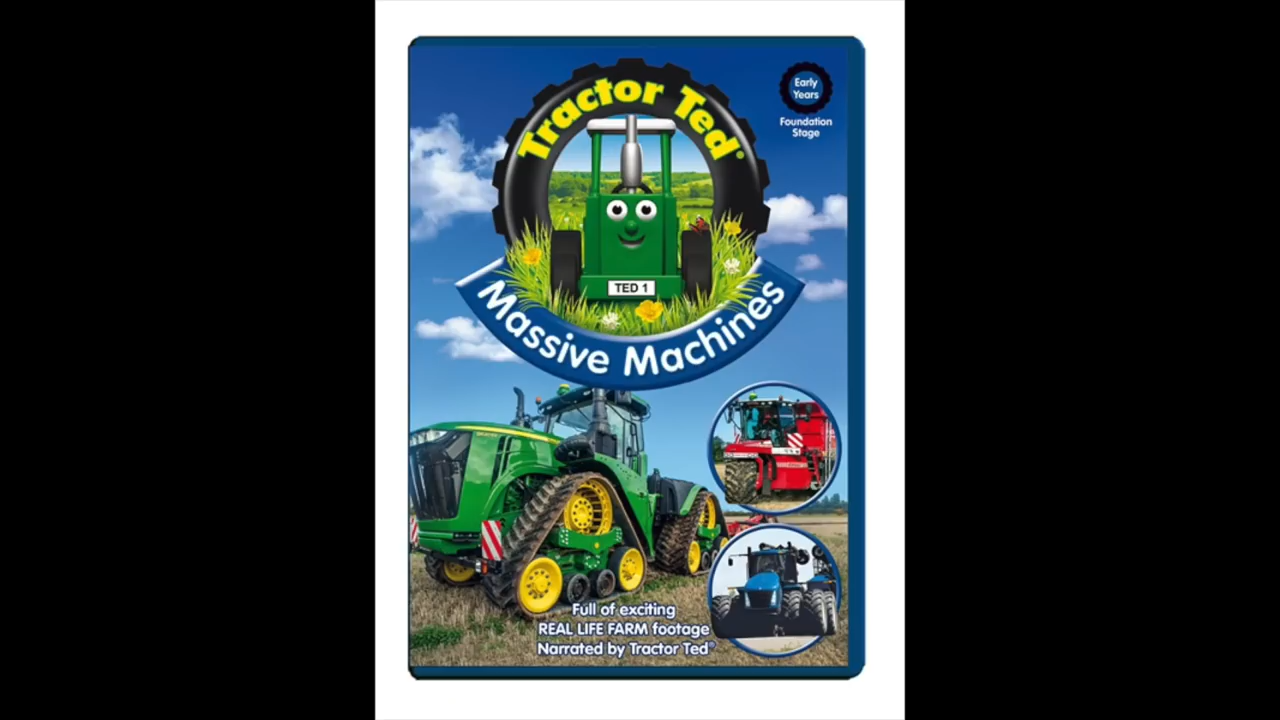 Tractor Ted®
Early
Years
Foundation
Stage
TED 1
Massive Machines
Full of exciting
REAL LIFE FARM footage
Narrated by Tractor Ted®